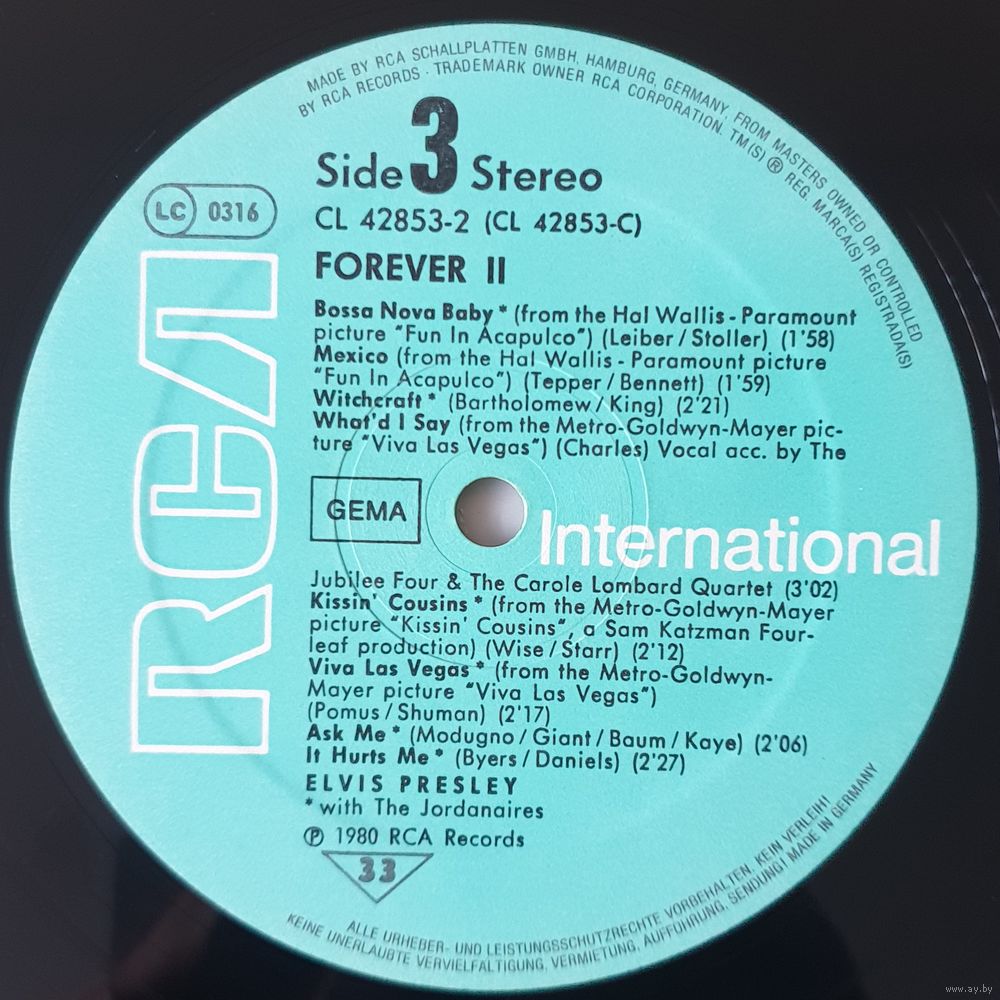 MADE BY RCA SCHALLPLATTEN GMBH, HAMBURG, GERMANY, FROM MASTERS OWNED OR CONTROLLED
BY RCA RECORDS · TRADEMARK OWNER RCA CORPORATION. TM(S) ® REG. MARCA(S) REGISTRADA(S)
Side 3 Stereo
LC 0316
CL 42853-2 (CL 42853-C)
FOREVER II
RCA
Bossa Nova Baby * (from the Hal Wallis - Paramount
picture "Fun In Acapulco") (Leiber / Stoller) (1'58)
Mexico (from the Hal Wallis - Paramount picture
"Fun In Acapulco") (Tepper / Bennett) (1'59)
Witchcraft * (Bartholomew / King) (2'21)
What'd I Say (from the Metro-Goldwyn-Mayer pic-
ture "Viva Las Vegas") (Charles) Vocal acc. by The
GEMA
International
Jubilee Four & The Carole Lombard Quartet (3'02)
Kissin' Cousins * (from the Metro-Goldwyn-Mayer
picture "Kissin' Cousins", a Sam Katzman Four-
leaf production) (Wise / Starr) (2'12)
Viva Las Vegas * (from the Metro-Goldwyn-
Mayer picture "Viva Las Vegas")
(Pomus / Shuman) (2'17)
Ask Me * (Modugno / Giant / Baum / Kaye) (2'06)
It Hurts Me * (Byers / Daniels) (2'27)
ELVIS PRESLEY
* with The Jordanaires
℗ 1980 RCA Records
33
ALLE URHEBER- UND LEISTUNGSSCHUTZRECHTE VORBEHALTEN. KEIN VERLEIH!
KEINE UNERLAUBTE VERVIELFÄLTIGUNG, VERMIETUNG, AUFFÜHRUNG, SENDUNG! MADE IN GERMANY
www.ay.by